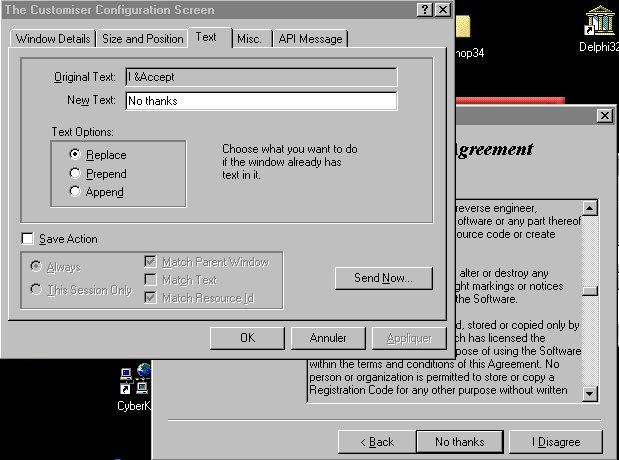 The Customiser Configuration Screen
Window Details
Size and Position
Text
Misc.
API Message
Original Text:
I &Accept
New Text:
No thanks
Text Options:
Replace
Prepend
Append
Choose what you want to do
if the window already has
text in it.
Save Action
Always
This Session Only
Match Parent Window
Match Text
Match Resource Id
Send Now...
OK
Annuler
Appliquer
hop34
Delphi32
greement
reverse engineer,
oftware or any part thereof
ource code or create
alter or destroy any
ght markings or notices
the Software.
d, stored or copied only by
ch has licensed the
pose of using the Software
within the terms and conditions of this Agreement. No
person or organization is permitted to store or copy a
Registration Code for any other purpose without written
CyberK
< Back
No thanks
I Disagree